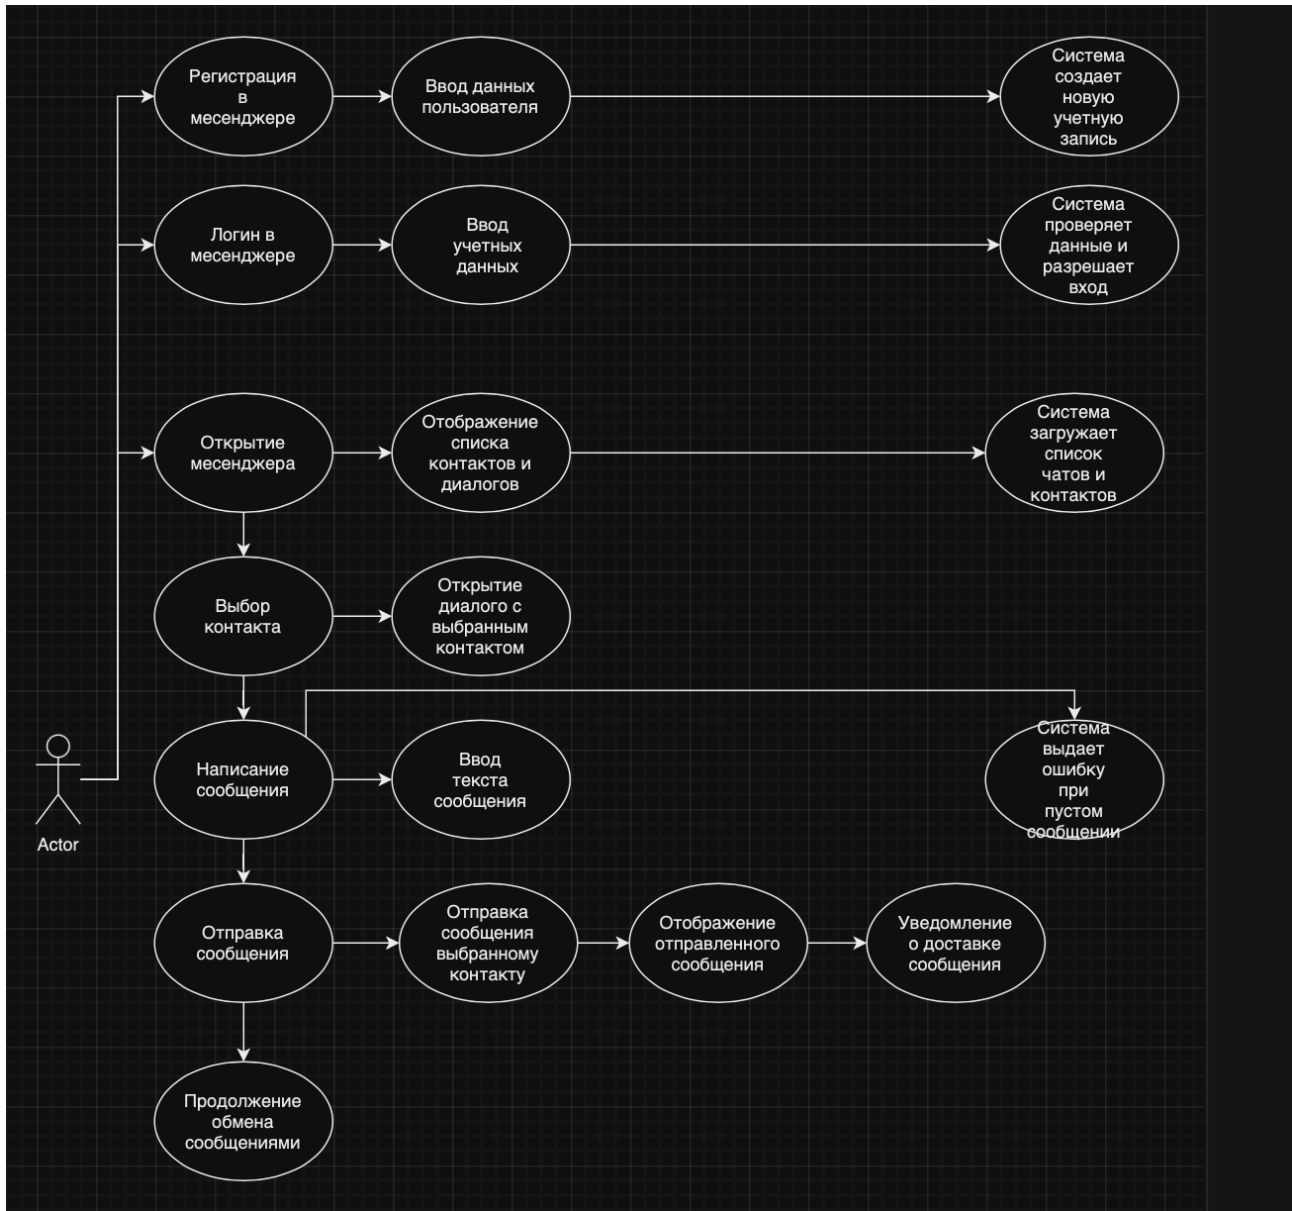 Регистрация
в
месенджере
Ввод данных
пользователя
Система
создает
новую
учетную
запись
Логин в
месенджере
Ввод
учетных
данных
Система
проверяет
данные и
разрешает
вход
Открытие
месенджера
Отображение
списка
контактов и
диалогов
Система
загружает
список
чатов и
контактов
Выбор
контакта
Открытие
диалого с
выбранным
контактом
Написание
сообщения
Ввод
текста
сообщения
Система
выдает
ошибку
при
пустом
сообщении
Actor
Отправка
сообщения
Отправка
сообщения
выбранному
контакту
Отображение
отправленного
сообщения
Уведомление
о доставке
сообщения
Продолжение
обмена
сообщениями